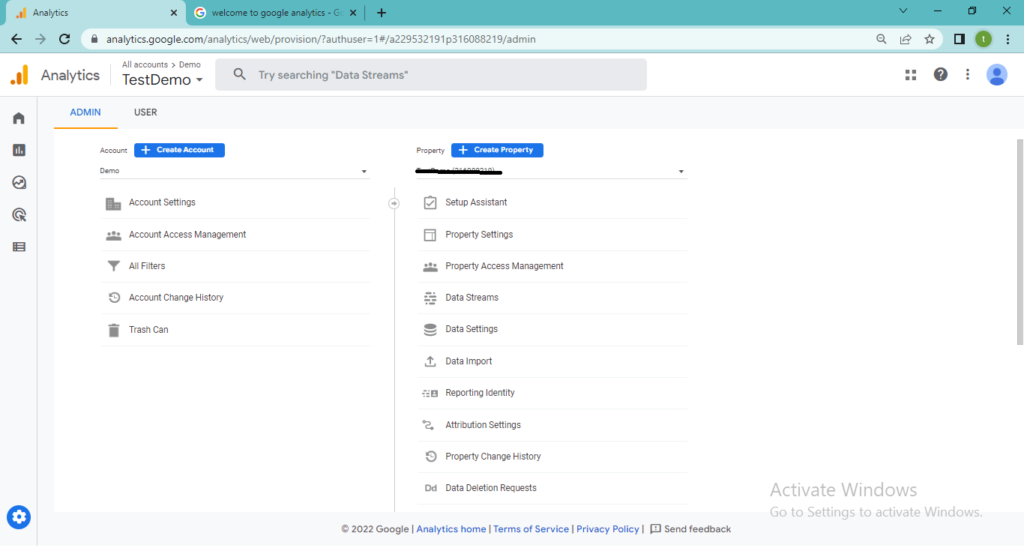 Analytics
welcome to google analytics - G
analytics.google.com/analytics/web/provision/?authuser=1#/a229532191p316088219/admin
t
Analytics
All accounts > Demo
TestDemo
Try searching "Data Streams"
ADMIN
USER
Account
+ Create Account
Property
+ Create Property
Demo
Account Settings
Account Access Management
All Filters
Account Change History
Trash Can
Setup Assistant
Property Settings
Property Access Management
Data Streams
Data Settings
Data Import
Reporting Identity
Attribution Settings
Property Change History
Dd Data Deletion Requests
Activate Windows
Go to Settings to activate Windows.
© 2022 Google | Analytics home | Terms of Service | Privacy Policy | Send feedback